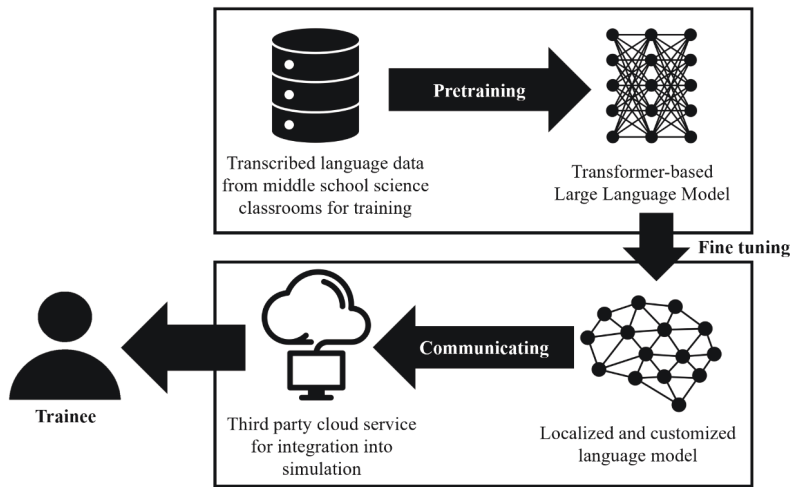 Pretraining
Transcribed language data
from middle school science
classrooms for training
Transformer-based
Large Language Model
Fine tuning
Communicating
Trainee
Third party cloud service
for integration into
simulation
Localized and customized
language model